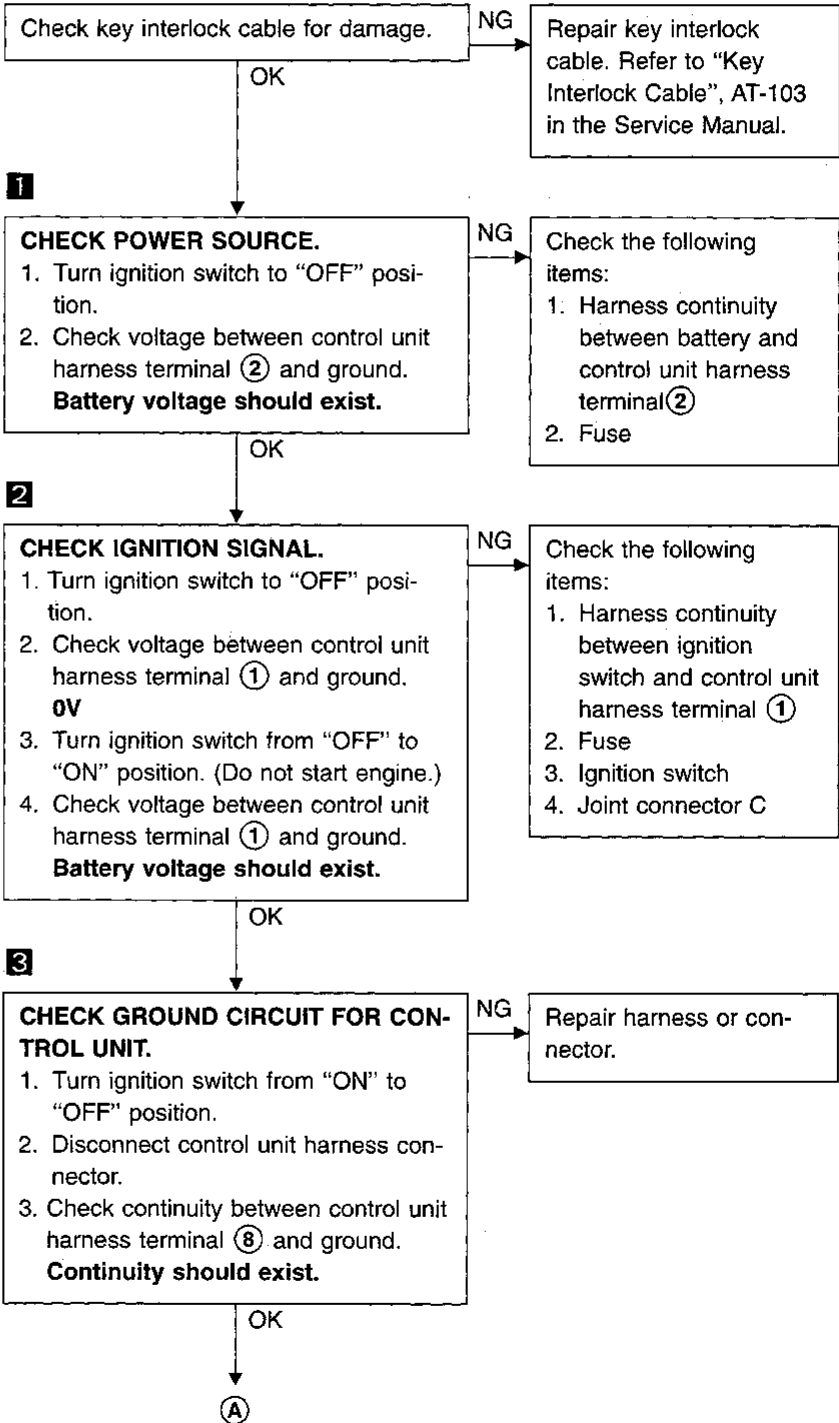 Check key interlock cable for damage.
NG
Repair key interlock
cable. Refer to “Key
Interlock Cable”, AT-103
in the Service Manual.
OK
1
CHECK POWER SOURCE.
1. Turn ignition switch to “OFF” posi-
tion.
2. Check voltage between control unit
harness terminal ② and ground.
Battery voltage should exist.
NG
Check the following
items:
1. Harness continuity
between battery and
control unit harness
terminal②
2. Fuse
OK
2
CHECK IGNITION SIGNAL.
1. Turn ignition switch to “OFF” posi-
tion.
2. Check voltage between control unit
harness terminal ① and ground.
0V
3. Turn ignition switch from “OFF” to
“ON” position. (Do not start engine.)
4. Check voltage between control unit
harness terminal ① and ground.
Battery voltage should exist.
NG
Check the following
items:
1. Harness continuity
between ignition
switch and control unit
harness terminal ①
2. Fuse
3. Ignition switch
4. Joint connector C
OK
3
CHECK GROUND CIRCUIT FOR CON-
TROL UNIT.
1. Turn ignition switch from “ON” to
“OFF” position.
2. Disconnect control unit harness con-
nector.
3. Check continuity between control unit
harness terminal ⑧ and ground.
Continuity should exist.
NG
Repair harness or con-
nector.
OK
Ⓐ